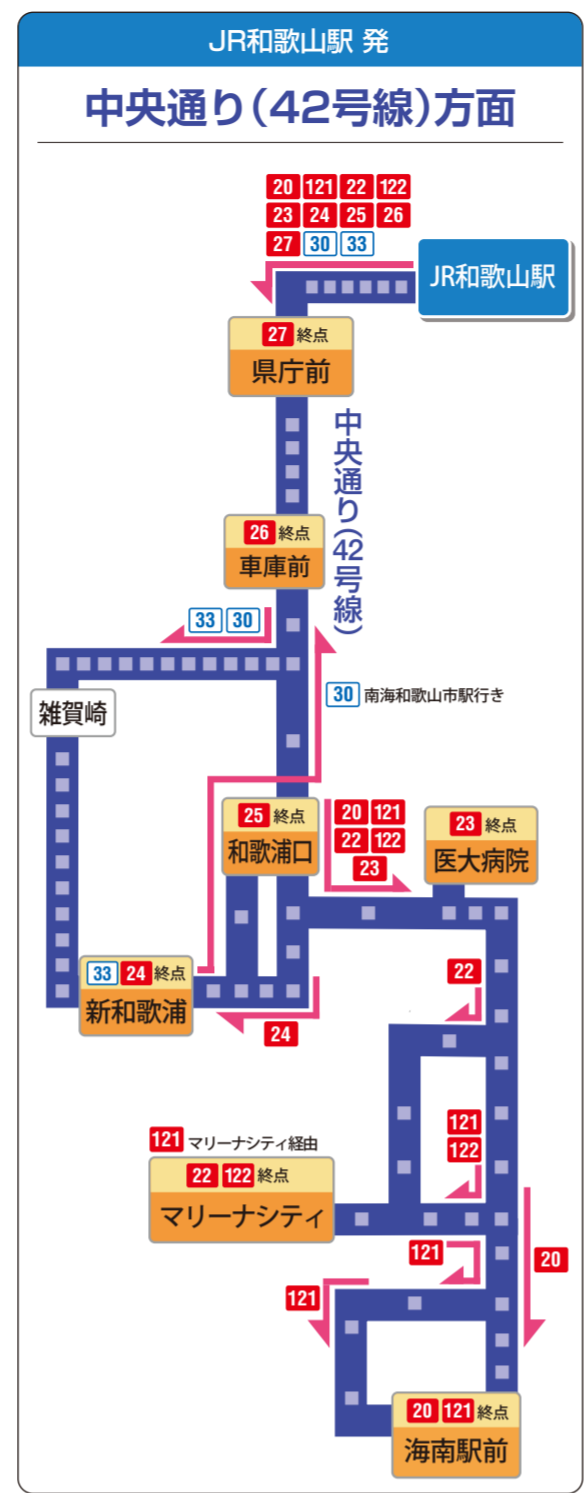 JR和歌山駅 発
中央通り(42号線)方面
20 121 22 122
23 24 25 26
27 30 33
JR和歌山駅
27 終点
県庁前
中央通り(42号線)
26 終点
車庫前
33 30
30 南海和歌山市駅行き
雑賀崎
25 終点
和歌浦口
20 121
22 122
23
23 終点
医大病院
33 24 終点
新和歌浦
24
22
121
122
121 マリーナシティ経由
22 122 終点
マリーナシティ
121
20
121
20 121 終点
海南駅前